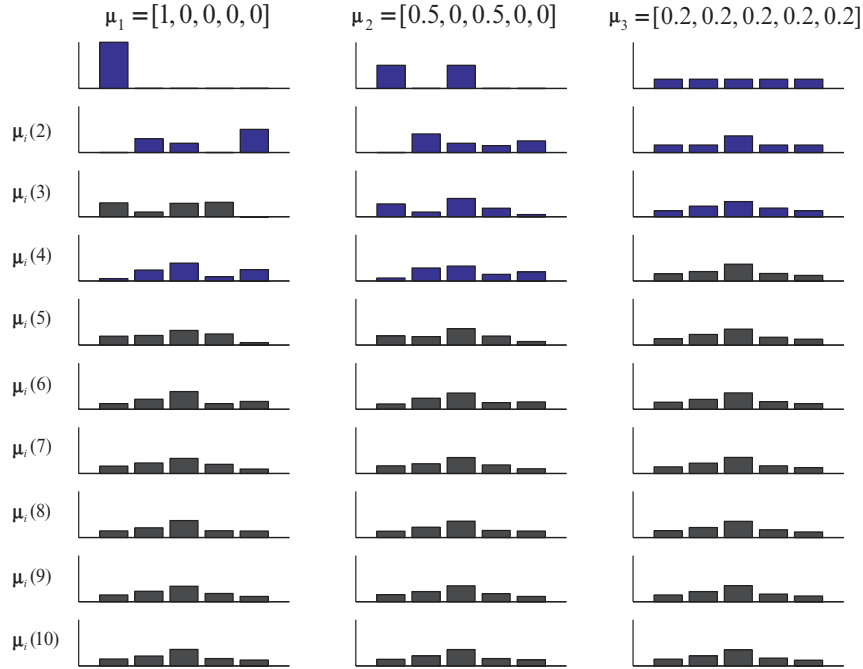 μ₁ =[1,0,0,0,0]
μ₂ =[0.5,0,0.5,0,0]
μ₃ =[0.2,0.2,0.2,0.2,0.2]
μᵢ(2)
μᵢ(3)
μᵢ(4)
μᵢ(5)
μᵢ(6)
μᵢ(7)
μᵢ(8)
μᵢ(9)
μᵢ(10)